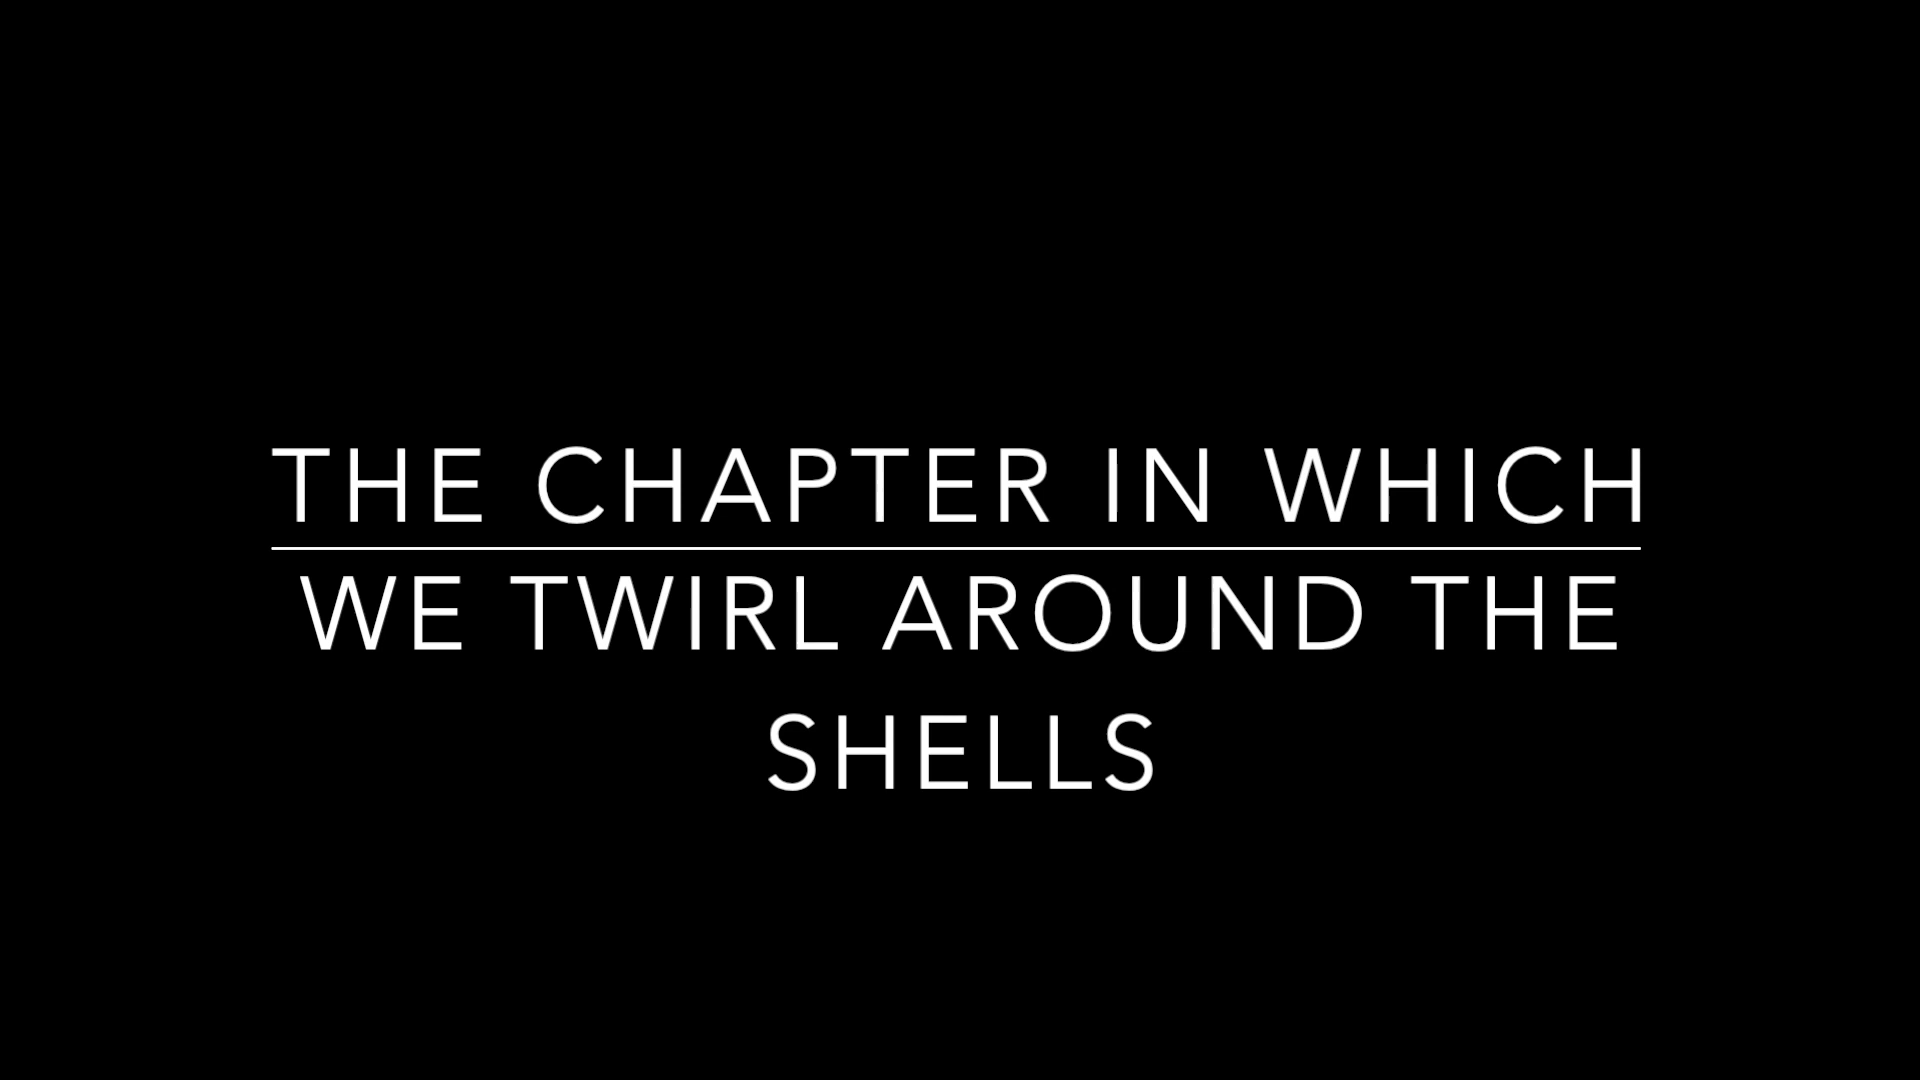 THE CHAPTER IN WHICH
WE TWIRL AROUND THE
SHELLS